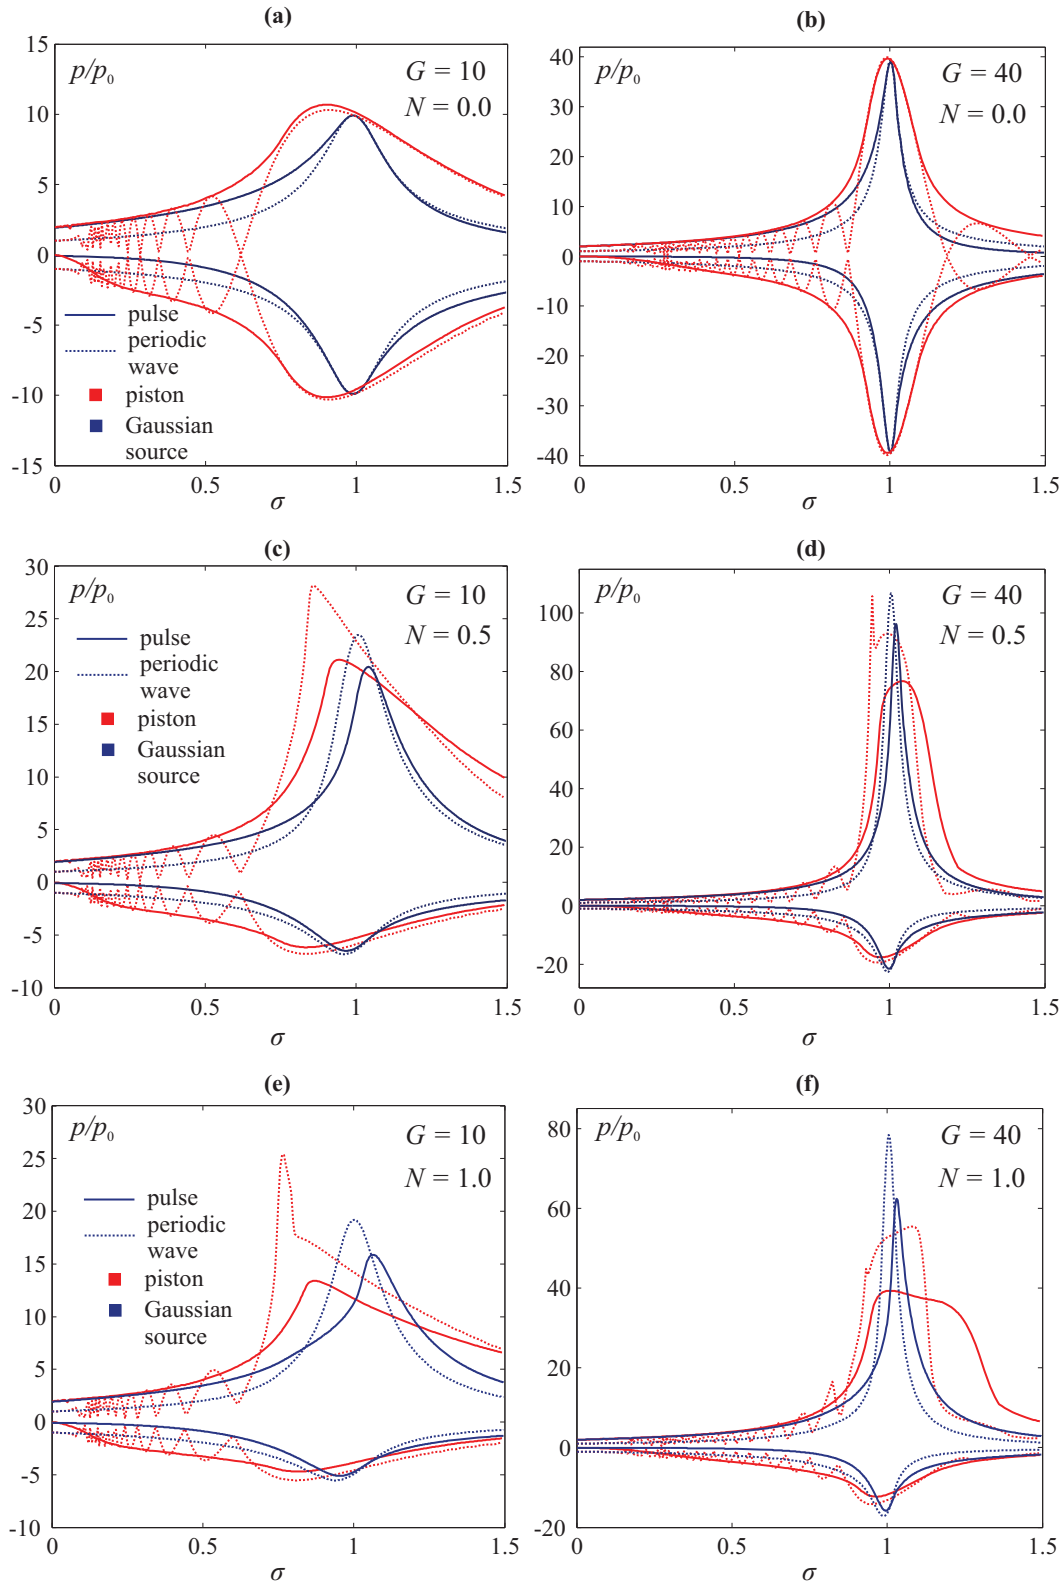 (a)
15
p/p₀
G = 10
N = 0.0
10
5
0
-5
-10
-15
pulse
periodic
wave
piston
Gaussian
source
0
0.5
1
1.5
σ
(b)
40
p/p₀
G = 40
N = 0.0
30
20
10
0
-10
-20
-30
-40
0
0.5
1
1.5
σ
(c)
30
p/p₀
G = 10
N = 0.5
25
20
15
10
5
0
-5
-10
pulse
periodic
wave
piston
Gaussian
source
0
0.5
1
1.5
σ
(d)
p/p₀
G = 40
N = 0.5
100
80
60
40
20
0
-20
0
0.5
1
1.5
σ
(e)
30
p/p₀
G = 10
N = 1.0
25
20
15
10
5
0
-5
-10
pulse
periodic
wave
piston
Gaussian
source
0
0.5
1
1.5
σ
(f)
80
p/p₀
G = 40
N = 1.0
60
40
20
0
-20
0
0.5
1
1.5
σ